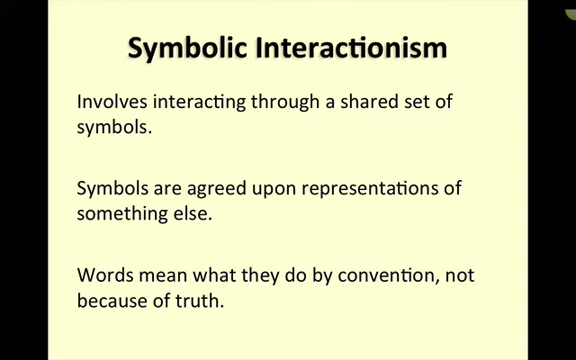 Symbolic Interactionism
Involves interacting through a shared set of
symbols.
Symbols are agreed upon representations of
something else.
Words mean what they do by convention, not
because of truth.